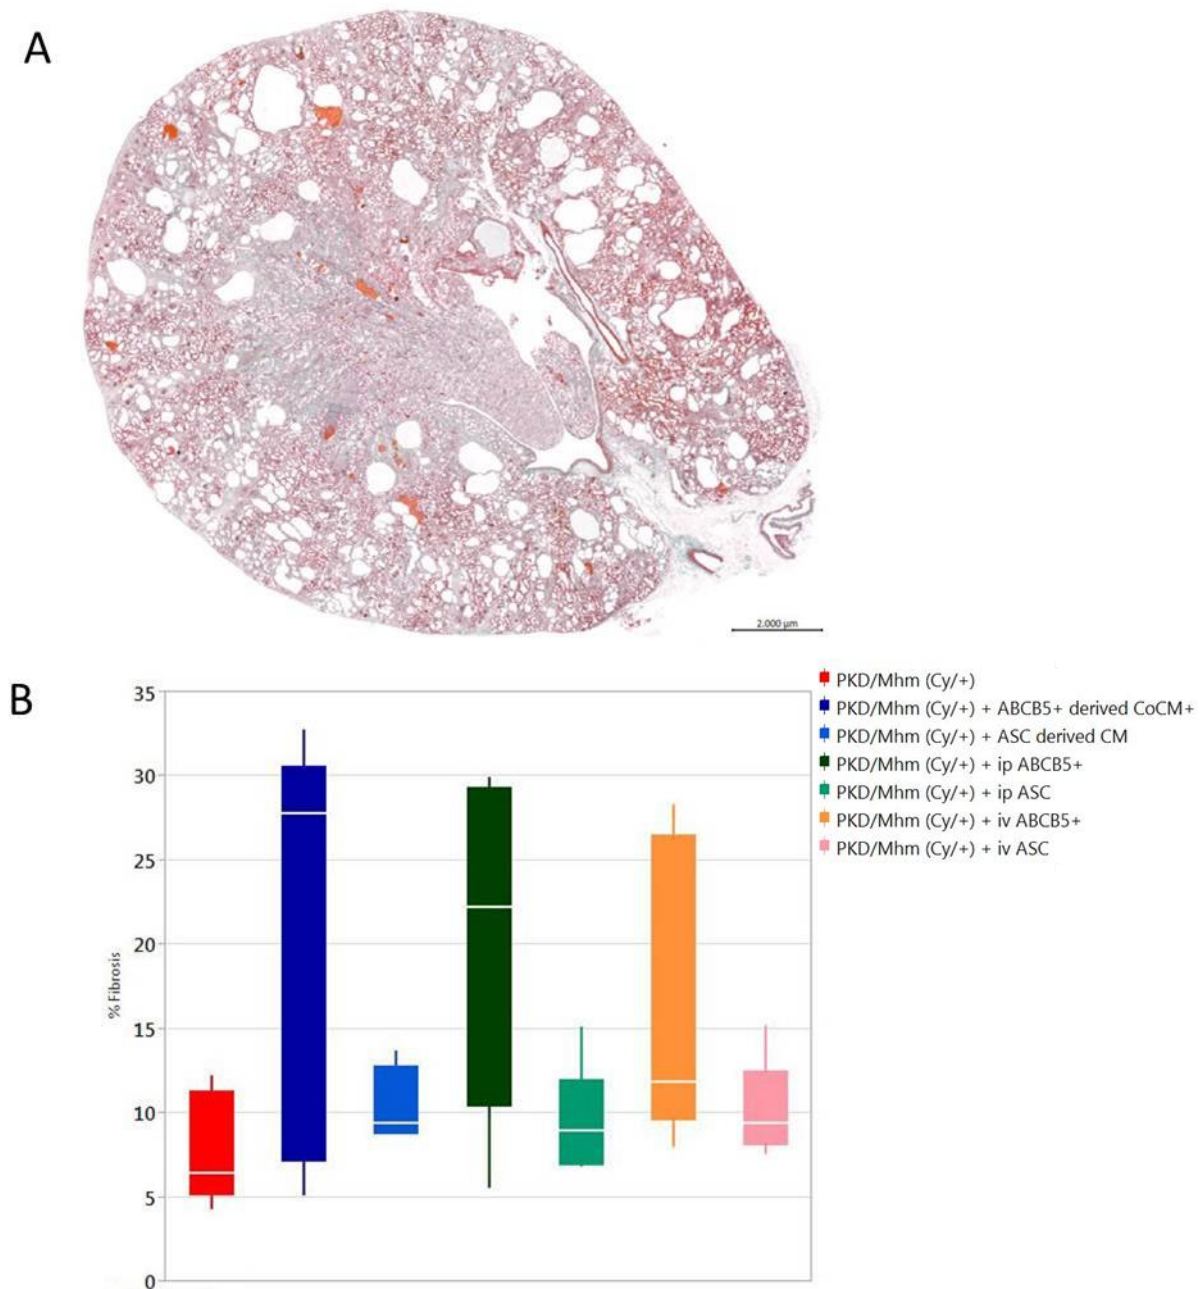 A
2.000 µm
B
PKD/Mhm (Cy/+)
PKD/Mhm (Cy/+) + ABCB5+ derived CoCM+
PKD/Mhm (Cy/+) + ASC derived CM
PKD/Mhm (Cy/+) + ip ABCB5+
PKD/Mhm (Cy/+) + ip ASC
PKD/Mhm (Cy/+) + iv ABCB5+
PKD/Mhm (Cy/+) + iv ASC
% Fibrosis
35
30
25
20
15
10
5
0